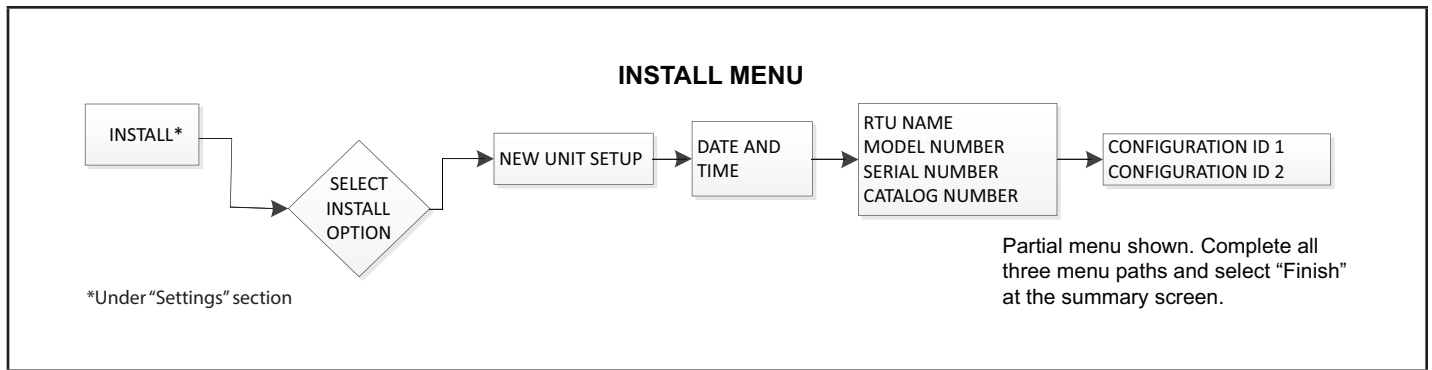 INSTALL MENU
INSTALL*
SELECT
INSTALL
OPTION
NEW UNIT SETUP
DATE AND
TIME
RTU NAME
MODEL NUMBER
SERIAL NUMBER
CATALOG NUMBER
CONFIGURATION ID 1
CONFIGURATION ID 2
Partial menu shown. Complete all
three menu paths and select “Finish”
at the summary screen.
*Under “Settings” section